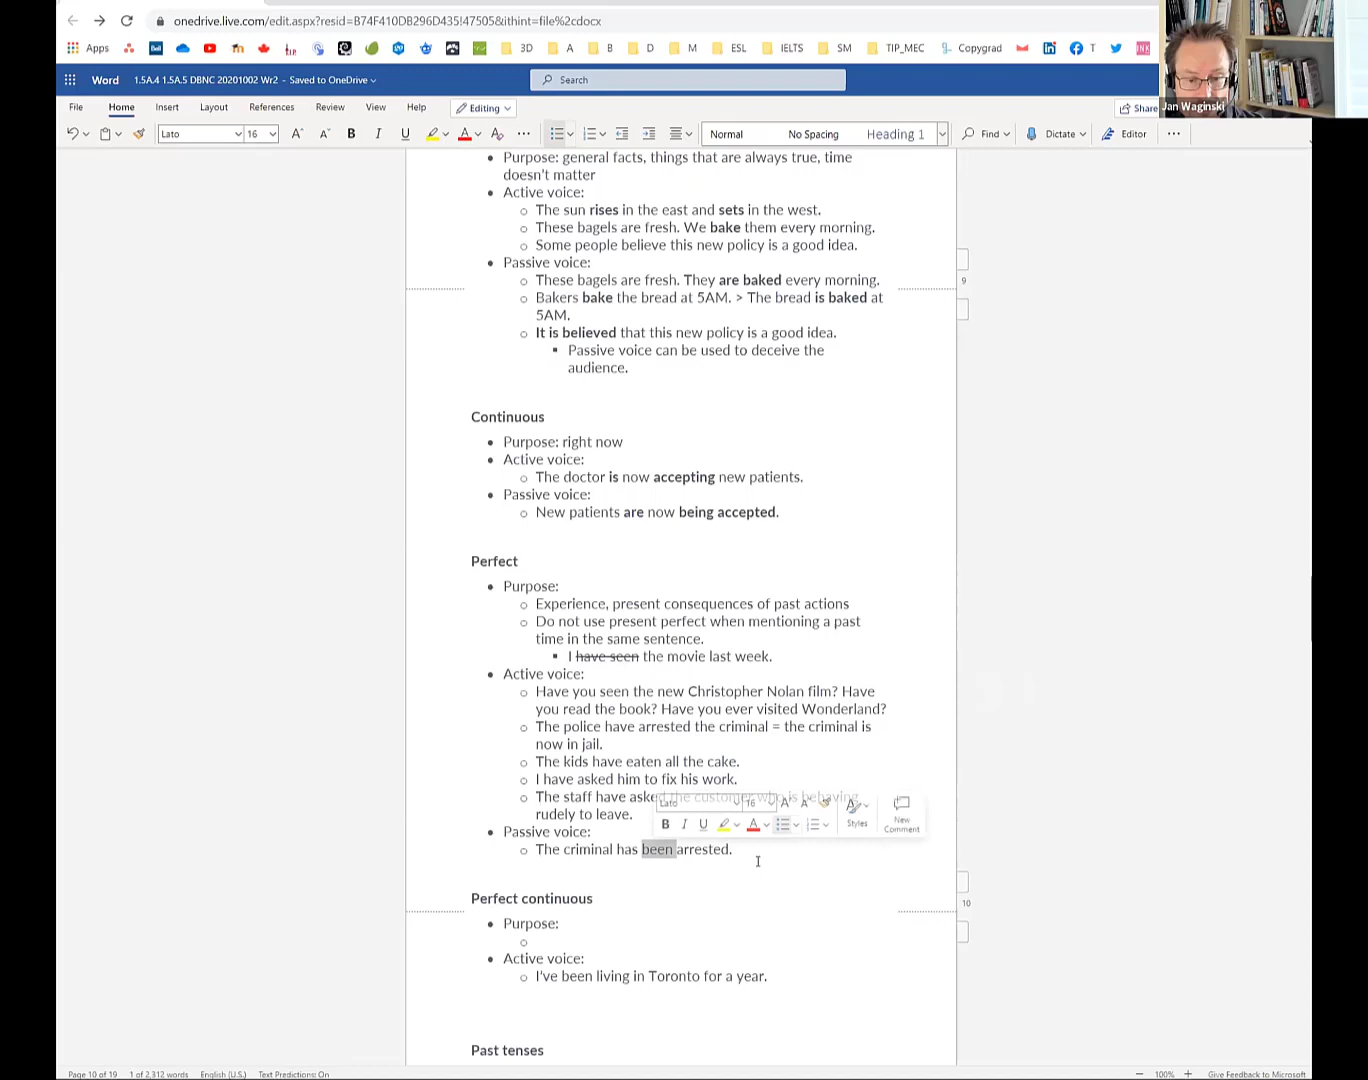 onedrive.live.com/edit.aspx?resid=B74F410DB296D435!47505&ithint=file%2cdocx
Apps 3D A B D M ESL IELTS SM TIP_MEC Copygrad T
Word 1.5A.4 1.5A.5 DBNC 20201002 Wr2 - Saved to OneDrive Search
Jan Waginski
File Home Insert Layout References Review View Help Editing Share
Lato 16 A A B I U A Normal No Spacing Heading 1 Find Dictate Editor
• Purpose: general facts, things that are always true, time
doesn't matter
• Active voice:
o The sun rises in the east and sets in the west.
o These bagels are fresh. We bake them every morning.
o Some people believe this new policy is a good idea.
• Passive voice:
o These bagels are fresh. They are baked every morning.
9
o Bakers bake the bread at 5AM. > The bread is baked at
5AM.
o It is believed that this new policy is a good idea.
▪ Passive voice can be used to deceive the
audience.
Continuous
• Purpose: right now
• Active voice:
o The doctor is now accepting new patients.
• Passive voice:
o New patients are now being accepted.
Perfect
• Purpose:
o Experience, present consequences of past actions
o Do not use present perfect when mentioning a past
time in the same sentence.
▪ I have seen the movie last week.
• Active voice:
o Have you seen the new Christopher Nolan film? Have
you read the book? Have you ever visited Wonderland?
o The police have arrested the criminal = the criminal is
now in jail.
o The kids have eaten all the cake.
o I have asked him to fix his work.
o The staff have asked the customer who is behaving
rudely to leave.
Lato 16 A A
B I U A Styles New
Comment
• Passive voice:
o The criminal has been arrested.
Perfect continuous
10
• Purpose:
o
• Active voice:
o I've been living in Toronto for a year.
Past tenses
Page 10 of 19 1 of 2,312 words English (U.S.) Text Predictions: On 100% Give Feedback to Microsoft